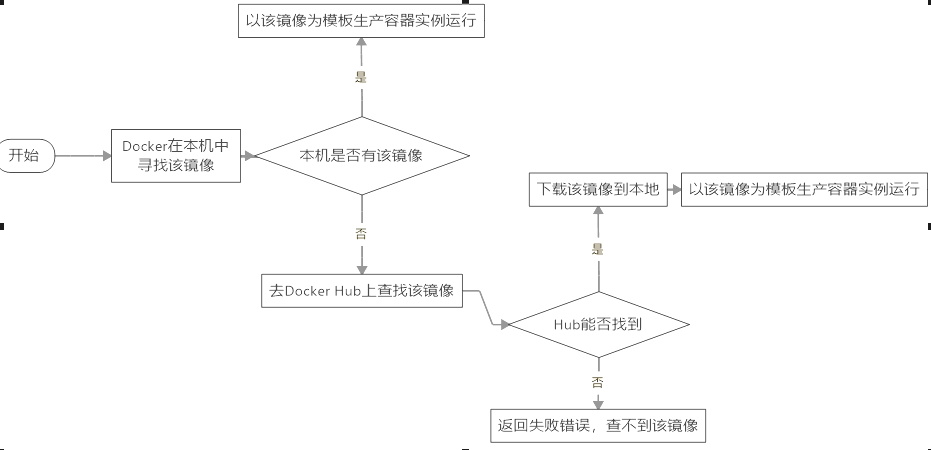 以该镜像为模板生产容器实例运行
是
开始
Docker在本机中
寻找该镜像
本机是否有该镜像
否
去Docker Hub上查找该镜像
Hub能否找到
是
下载该镜像到本地
以该镜像为模板生产容器实例运行
否
返回失败错误，查不到该镜像